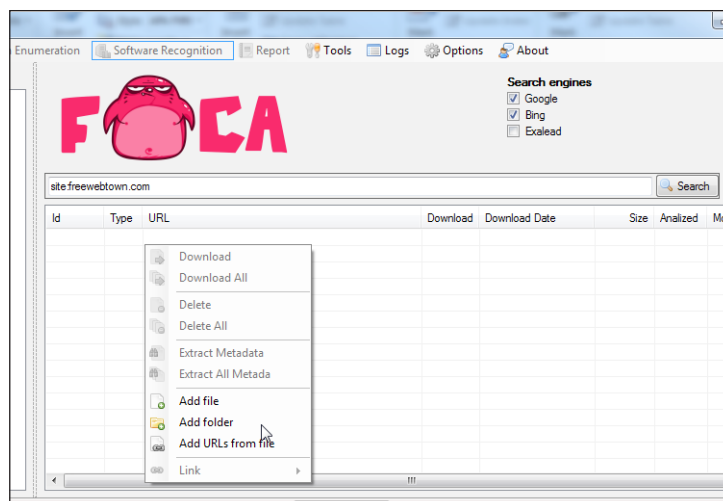 Enumeration Software Recognition Report Tools Logs Options About
FOCA
Search engines
Google
Bing
Exalead
site:freewebtown.com Search
Id Type URL Download Download Date Size Analized
Download
Download All
Delete
Delete All
Extract Metadata
Extract All Metada
Add file
Add folder
Add URLs from file
Link